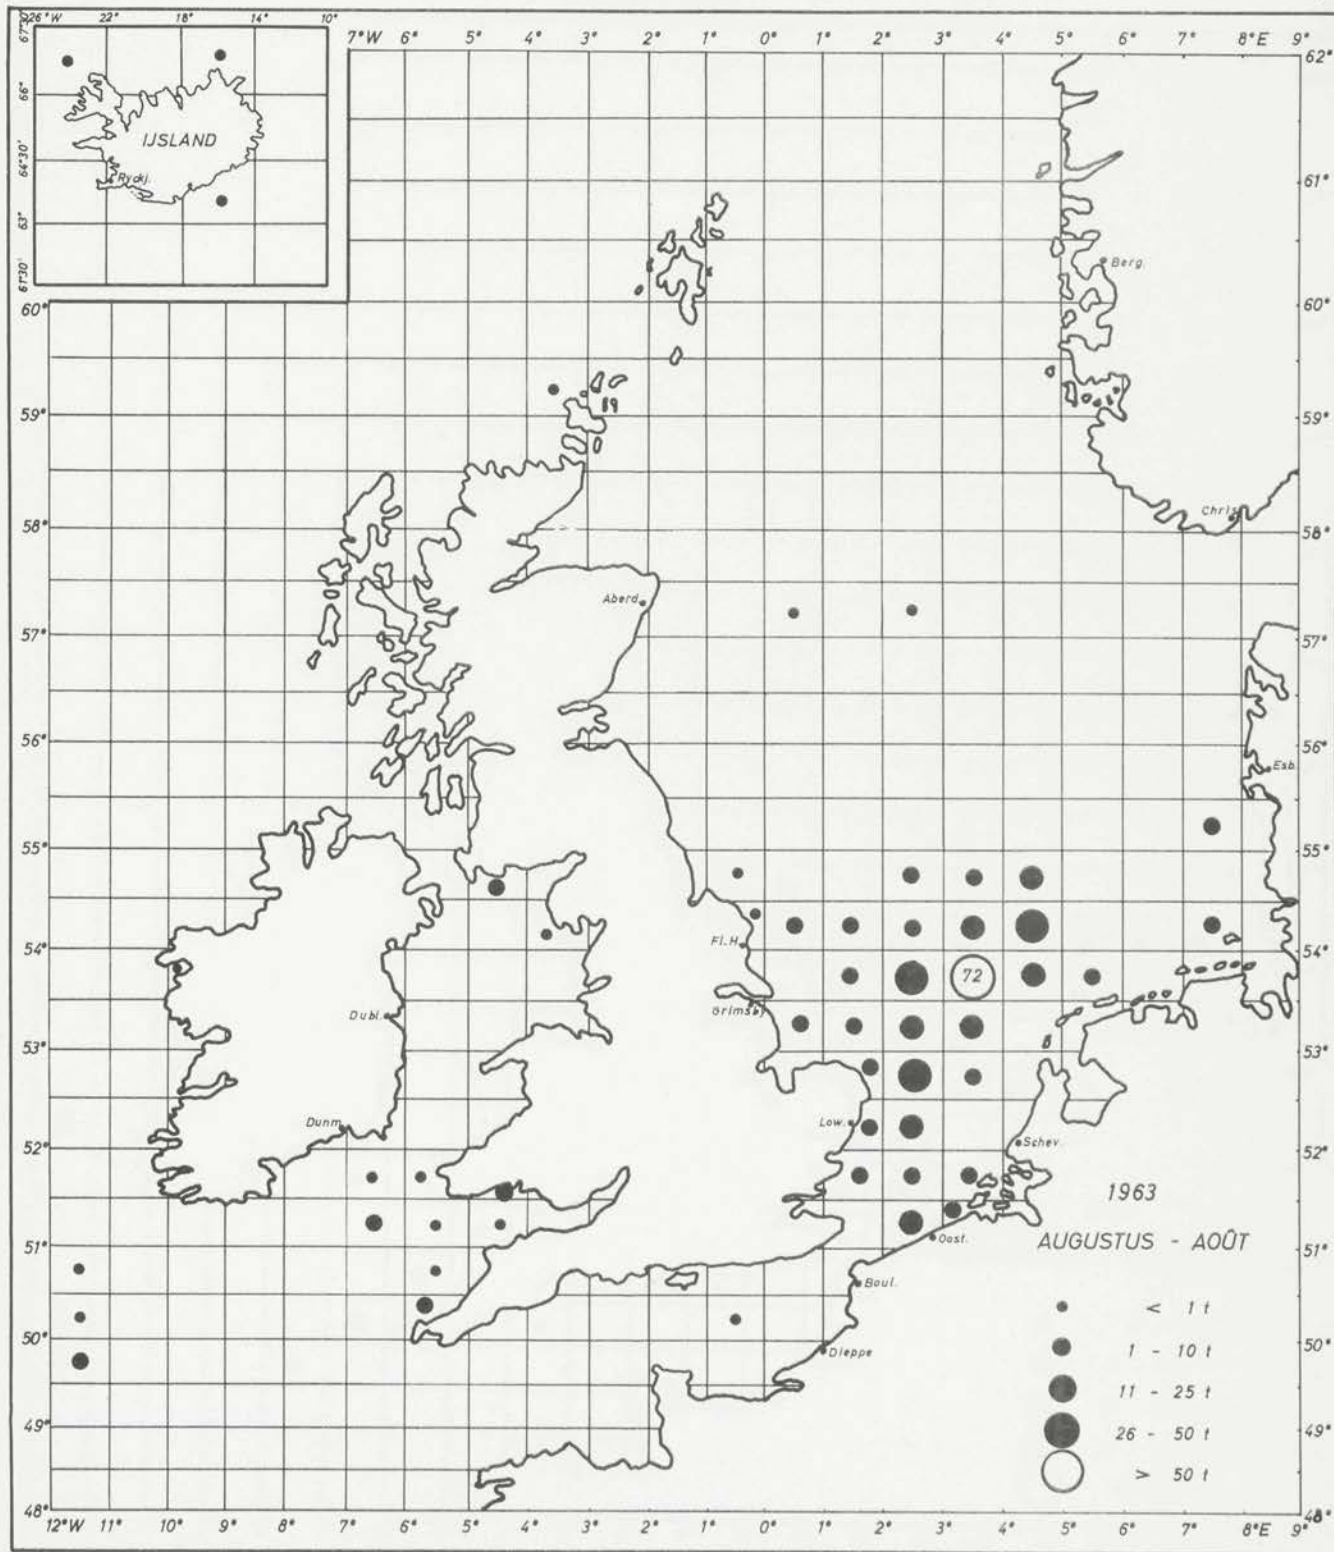 26°W 22° 18° 14° 10°
67°30'
66°
64°30'
63°
61°30'
IJSLAND
Ryckj.
7°W 6° 5° 4° 3° 2° 1° 0° 1° 2° 3° 4° 5° 6° 7° 8°E 9°
62°
61°
60° 60°
59° 59°
58° 58°
57° 57°
56° 56°
55° 55°
54° 54°
53° 53°
52° 52°
51° 51°
50° 50°
49° 49°
48° 48°
Berg.
Chris
Aberd.
Esb.
Fl.H.
72
Grimsby
Dubl.
Dunm.
Low.
Schev.
Oost.
Boul.
Dieppe
1963
AUGUSTUS - AOÛT
< 1 t
1 - 10 t
11 - 25 t
26 - 50 t
> 50 t
12°W 11° 10° 9° 8° 7° 6° 5° 4° 3° 2° 1° 0° 1° 2° 3° 4° 5° 6° 7° 8°E 9°